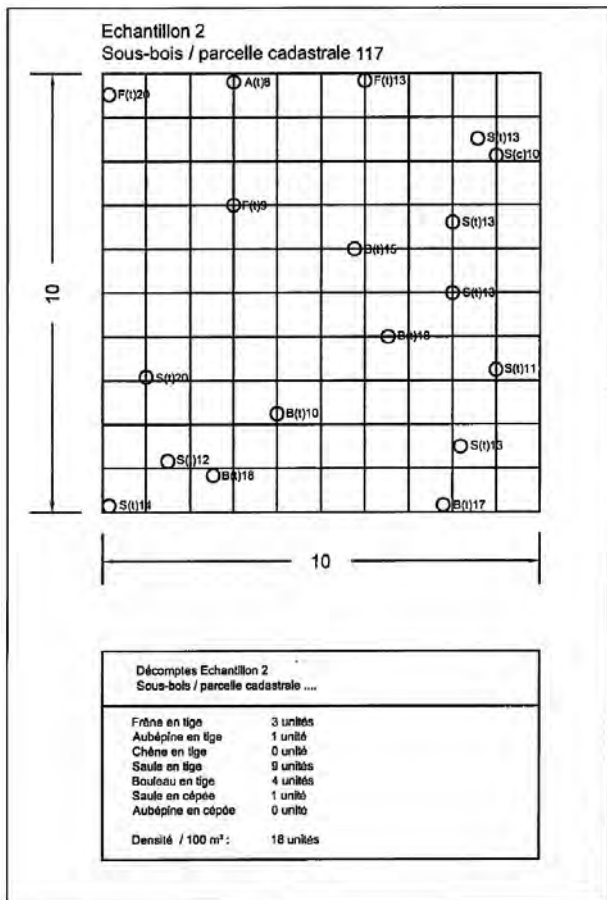 Echantillon 2
Sous-bois / parcelle cadastrale 117
F(t)20
A(t)8
F(t)13
S(t)13
S(c)10
F(t)9
S(t)13
B(t)15
S(t)13
10
B(t)18
S(t)11
S(t)20
B(t)10
S(t)13
S(t)12
B(t)18
S(t)14
B(t)17
10
Décomptes Echantillon 2
Sous-bois / parcelle cadastrale ....
Frêne en tige 3 unités
Aubépine en tige 1 unité
Chêne en tige 0 unité
Saule en tige 9 unités
Bouleau en tige 4 unités
Saule en cépée 1 unité
Aubépine en cépée 0 unité
Densité / 100 m² : 18 unités